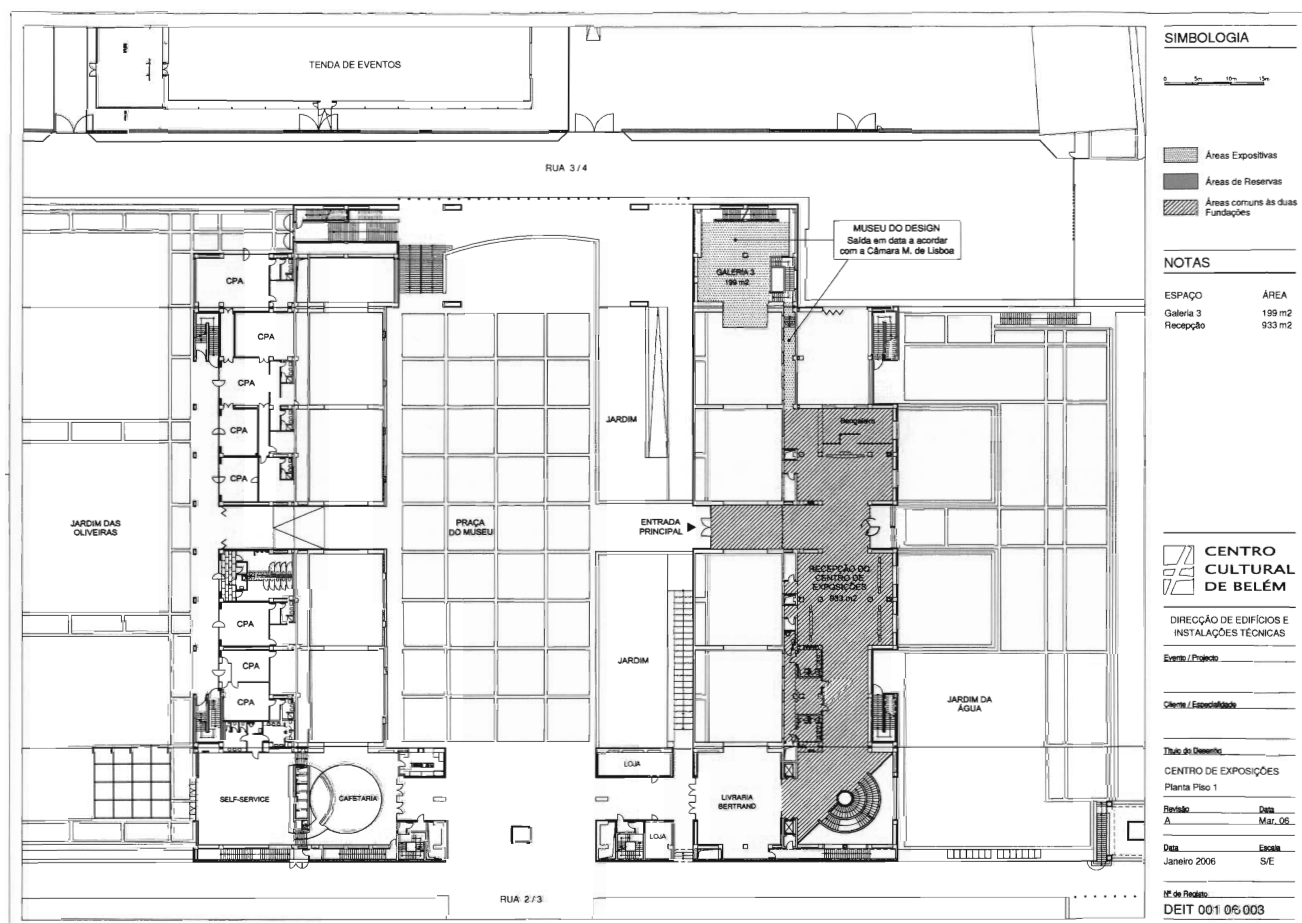 TENDA DE EVENTOS
RUA 3 / 4
MUSEU DO DESIGN
Saída em data a acordar
com a Câmara M. de Lisboa
GALERIA 3
199 m2
CPA
CPA
CPA
CPA
CPA
JARDIM
Bengaleiro
JARDIM DAS
OLIVEIRAS
PRAÇA
DO MUSEU
ENTRADA
PRINCIPAL
RECEPÇÃO DO
CENTRO DE
EXPOSIÇÕES
933 m2
CPA
CPA
CPA
JARDIM
JARDIM DA
ÁGUA
LOJA
SELF-SERVICE
CAFETARIA
LIVRARIA
BERTRAND
LOJA
RUA 2 / 3
SIMBOLOGIA
0 5m 10m 15m
Áreas Expositivas
Áreas de Reservas
Áreas comuns às duas
Fundações
NOTAS
ESPAÇO ÁREA
Galeria 3 199 m2
Recepção 933 m2
CENTRO
CULTURAL
DE BELÉM
DIRECÇÃO DE EDIFÍCIOS E
INSTALAÇÕES TÉCNICAS
Evento / Projecto
Cliente / Especialidade
Título do Desenho
CENTRO DE EXPOSIÇÕES
Planta Piso 1
Revisão Data
A Mar. 06
Data Escala
Janeiro 2006 S/E
Nº de Registo
DEIT 001 06 003